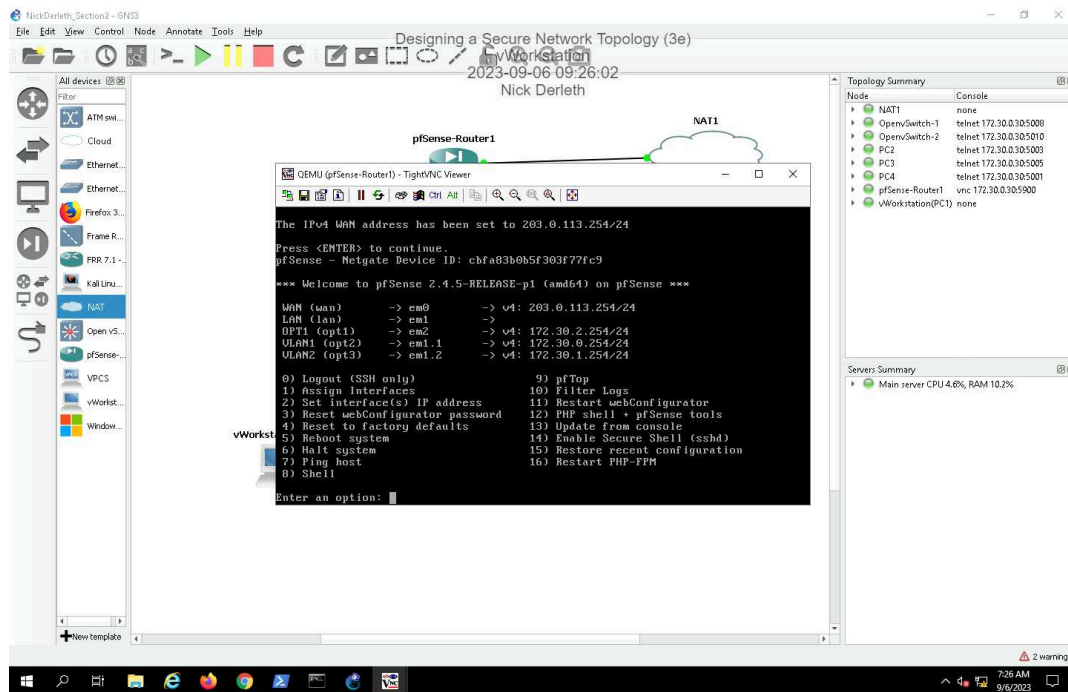 NickDerleth_Section2 - GNS3
File Edit View Control Node Annotate Tools Help
Designing a Secure Network Topology (3e)
vWorkstation
2023-09-06 09:26:02
Nick Derleth
All devices
Filter
ATM swi...
Cloud
Ethernet...
Ethernet...
Firefox 3...
Frame R...
FRR 7.1 -...
Kali Linu...
NAT
Open vS...
pfSense-...
VPCS
VPCS
vWorkst...
Window...
New template
pfSense-Router1
NAT1
vWorkst
QEMU (pfSense-Router1) - TightVNC Viewer
Ctrl Alt
The IPv4 WAN address has been set to 203.0.113.254/24
Press <ENTER> to continue.
pfSense - Netgate Device ID: cbfa83b0b5f303f77fc9
*** Welcome to pfSense 2.4.5-RELEASE-p1 (amd64) on pfSense ***
WAN (wan) -> em0 -> v4: 203.0.113.254/24
LAN (lan) -> em1 ->
OPT1 (opt1) -> em2 -> v4: 172.30.2.254/24
VLAN1 (opt2) -> em1.1 -> v4: 172.30.0.254/24
VLAN2 (opt3) -> em1.2 -> v4: 172.30.1.254/24
0) Logout (SSH only) 9) pfTop
1) Assign Interfaces 10) Filter Logs
2) Set interface(s) IP address 11) Restart webConfigurator
3) Reset webConfigurator password 12) PHP shell + pfSense tools
4) Reset to factory defaults 13) Update from console
5) Reboot system 14) Enable Secure Shell (sshd)
6) Halt system 15) Restore recent configuration
7) Ping host 16) Restart PHP-FPM
8) Shell
Enter an option:
Topology Summary
Node Console
NAT1 none
OpenvSwitch-1 telnet 172.30.0.30:5008
OpenvSwitch-2 telnet 172.30.0.30:5010
PC2 telnet 172.30.0.30:5003
PC3 telnet 172.30.0.30:5005
PC4 telnet 172.30.0.30:5001
pfSense-Router1 vnc 172.30.0.30:5900
vWorkstation(PC1) none
Servers Summary
Main server CPU 4.6%, RAM 10.2%
2 warning
7:26 AM
9/6/2023